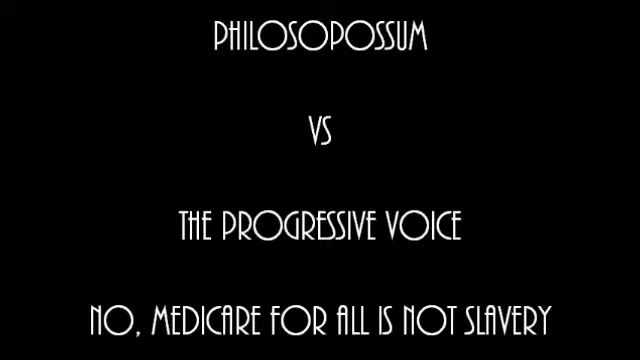 PHILOSOPOSSUM
VS
THE PROGRESSIVE VOICE
NO, MEDICARE FOR ALL IS NOT SLAVERY